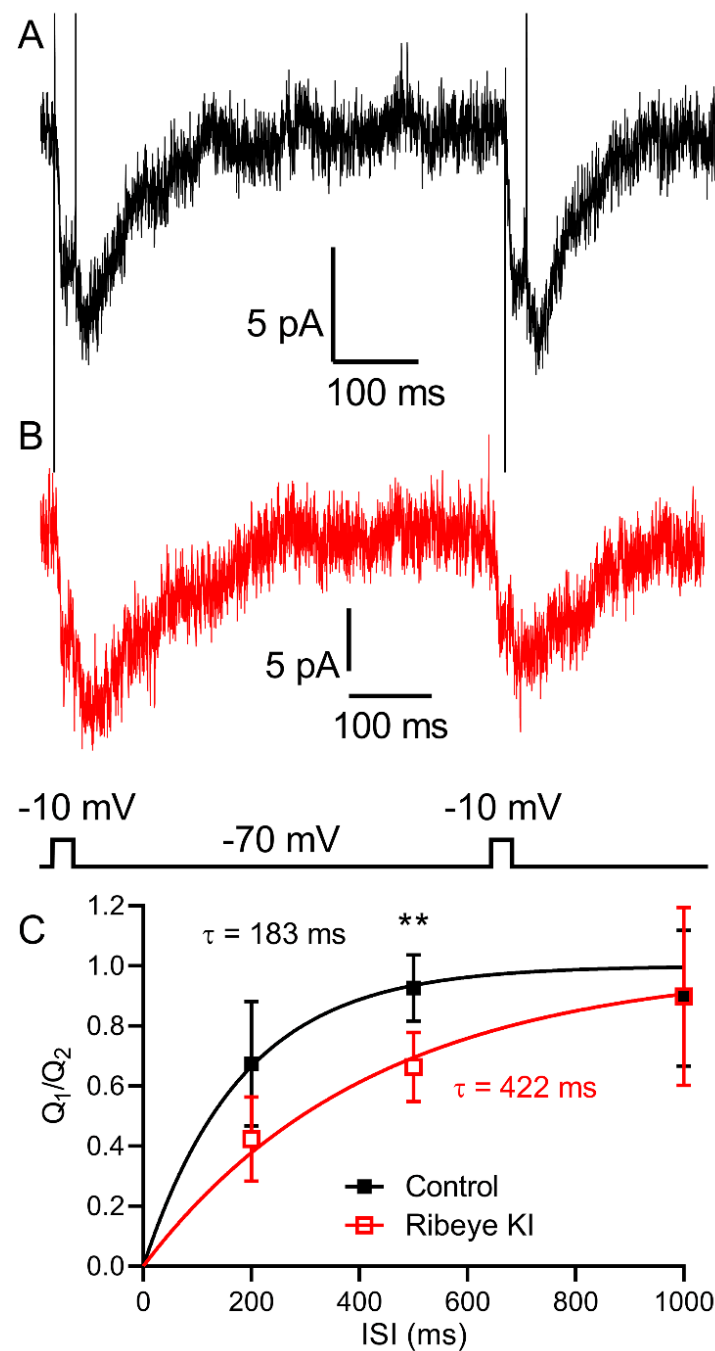 A
5 pA
100 ms
B
5 pA
100 ms
-10 mV
-70 mV
-10 mV
C
τ = 183 ms
**
τ = 422 ms
Control
Ribeye KI
Q1/Q2
1.2
1.0
0.8
0.6
0.4
0.2
0.0
0 200 400 600 800 1000
ISI (ms)